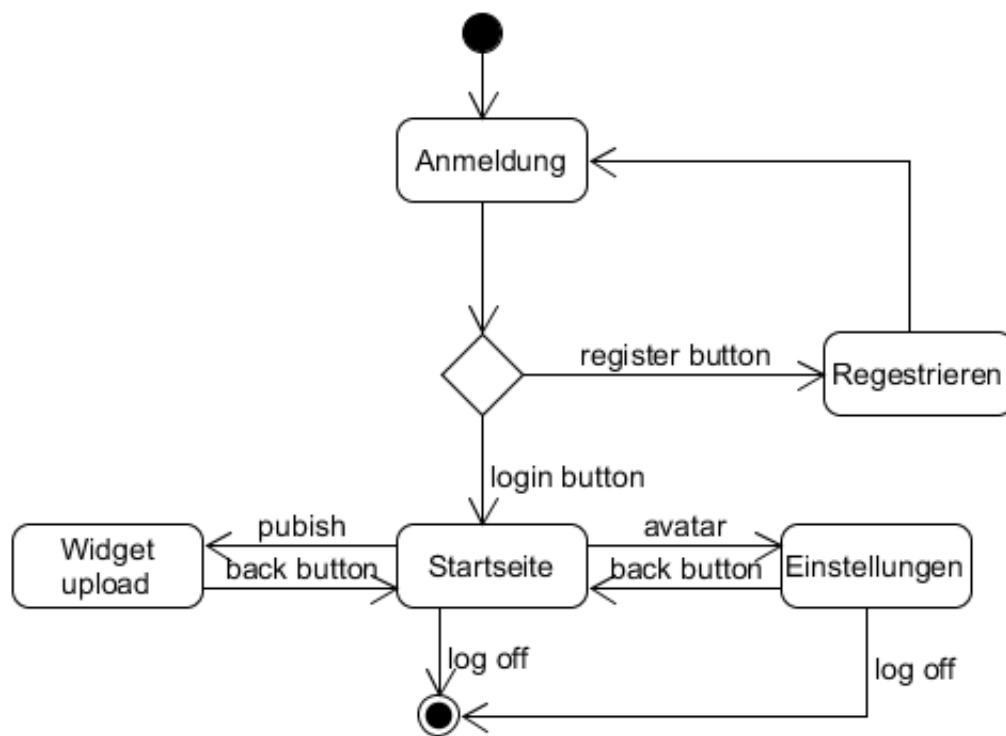 Anmeldung
register button
Regestrieren
login button
Widget
upload
pubish
back button
Startseite
avatar
back button
Einstellungen
log off
log off